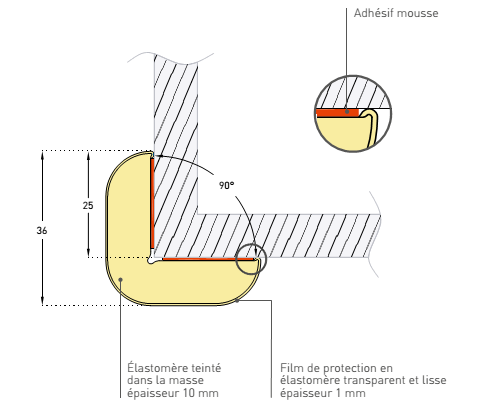 Adhésif mousse
90°
25
36
Élastomère teinté
dans la masse
épaisseur 10 mm
Film de protection en
élastomère transparent et lisse
épaisseur 1 mm